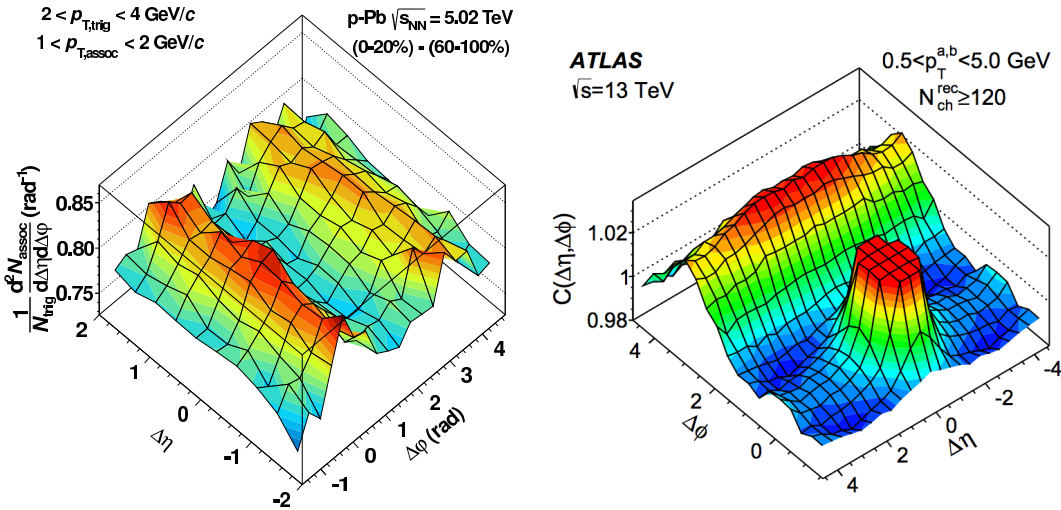 2 < p_T,trig < 4 GeV/c
1 < p_T,assoc < 2 GeV/c
p-Pb √s_NN = 5.02 TeV
(0-20%) - (60-100%)
1/N_trig d²N_assoc/dΔηdΔφ (rad⁻¹)
0.85
0.80
0.75
2
1
0
-1
-2
Δη
-1
0
1
2
3
4
Δφ (rad)
ATLAS
√s=13 TeV
0.5<p_T^a,b<5.0 GeV
N_ch^rec≥120
C(Δη,Δϕ)
1.02
1
0.98
4
2
0
Δϕ
4
2
0
-2
-4
Δη